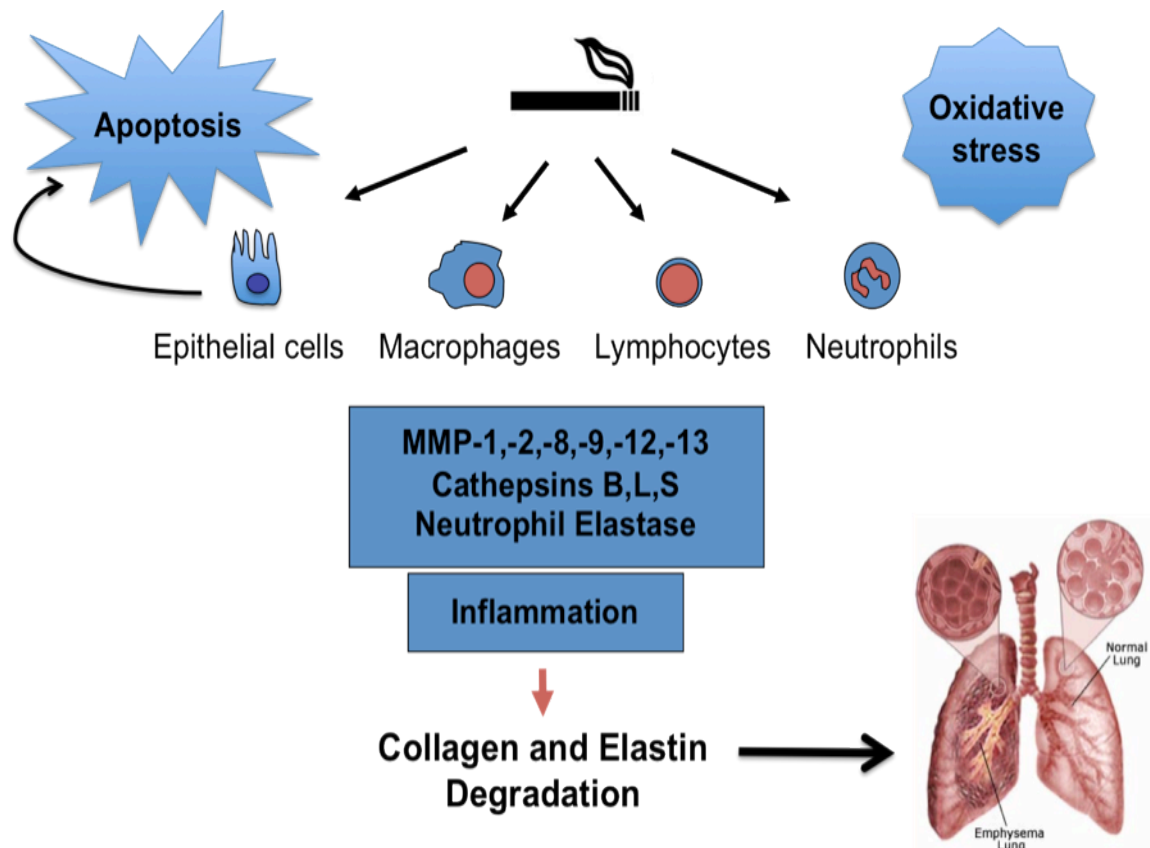 Apoptosis
Oxidative
stress
Epithelial cells
Macrophages
Lymphocytes
Neutrophils
MMP-1,-2,-8,-9,-12,-13
Cathepsins B,L,S
Neutrophil Elastase
Inflammation
Collagen and Elastin
Degradation
Normal
Lung
Emphysema
Lung